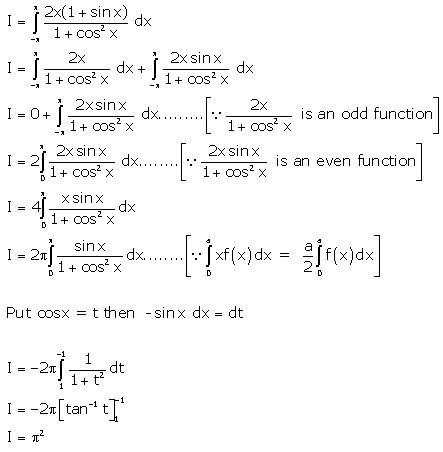 I = ∫_{-π}^{π} 2x(1 + sin x) / (1 + cos² x) dx
I = ∫_{-π}^{π} 2x / (1 + cos² x) dx + ∫_{-π}^{π} 2x sin x / (1 + cos² x) dx
I = 0 + ∫_{-π}^{π} 2x sin x / (1 + cos² x) dx.........[∵ 2x / (1 + cos² x) is an odd function]
I = 2∫_{0}^{π} 2x sin x / (1 + cos² x) dx........[∵ 2x sin x / (1 + cos² x) is an even function]
I = 4∫_{0}^{π} x sin x / (1 + cos² x) dx
I = 2π∫_{0}^{π} sin x / (1 + cos² x) dx........[∵ ∫_{0}^{a} xf(x)dx = a/2 ∫_{0}^{a} f(x)dx]
Put cosx = t then -sin x dx = dt
I = -2π∫_{1}^{-1} 1 / (1 + t²) dt
I = -2π[tan⁻¹ t]_{1}^{-1}
I = π²